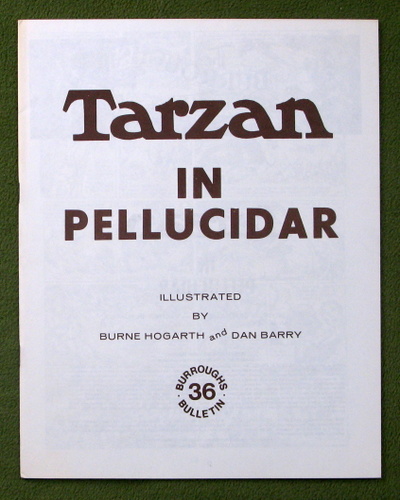 Tarzan
IN
PELLUCIDAR
ILLUSTRATED
BY
BURNE HOGARTH and DAN BARRY
BURROUGHS
36
BULLETIN